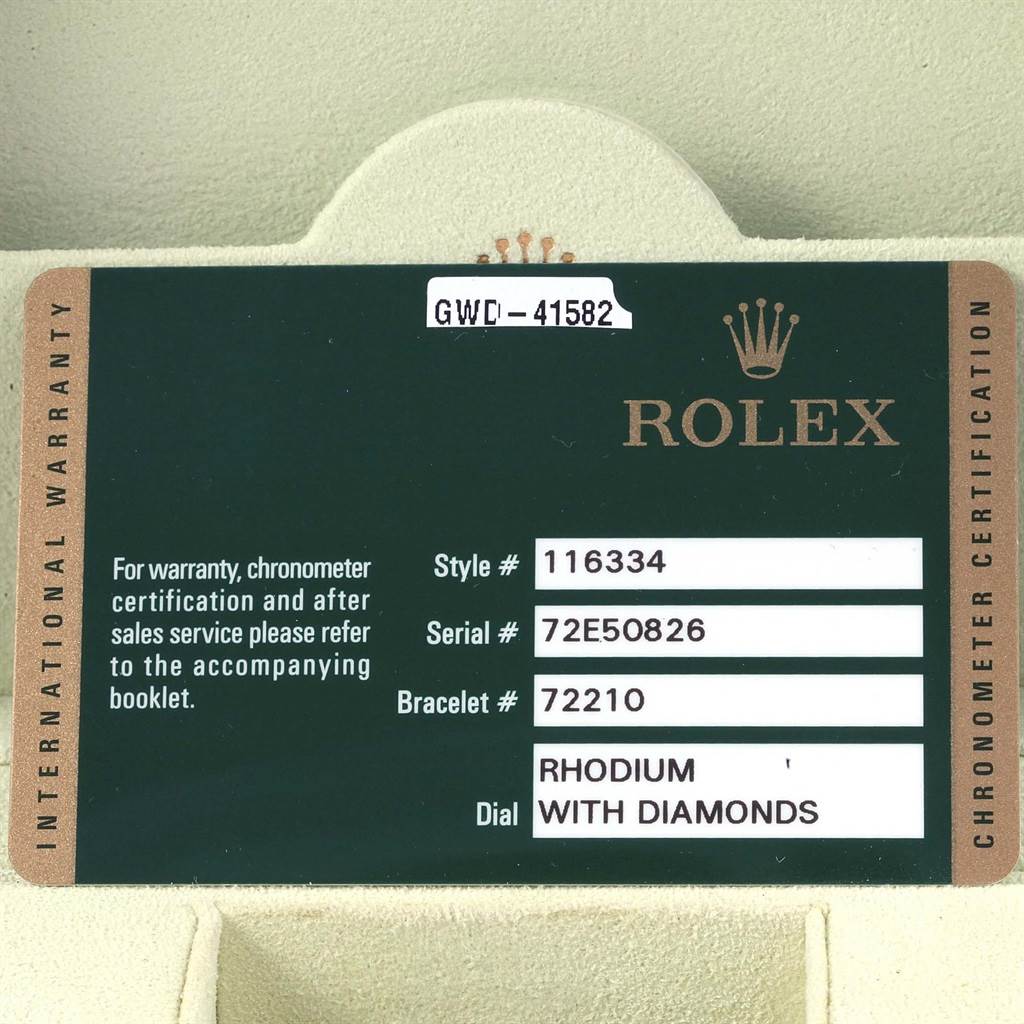 GWD-41582
ROLEX
INTERNATIONAL WARRANTY
For warranty, chronometer
certification and after
sales service please refer
to the accompanying
booklet.
Style # 116334
Serial # 72E50826
Bracelet # 72210
Dial RHODIUM
WITH DIAMONDS
CHRONOMETER CERTIFICATION